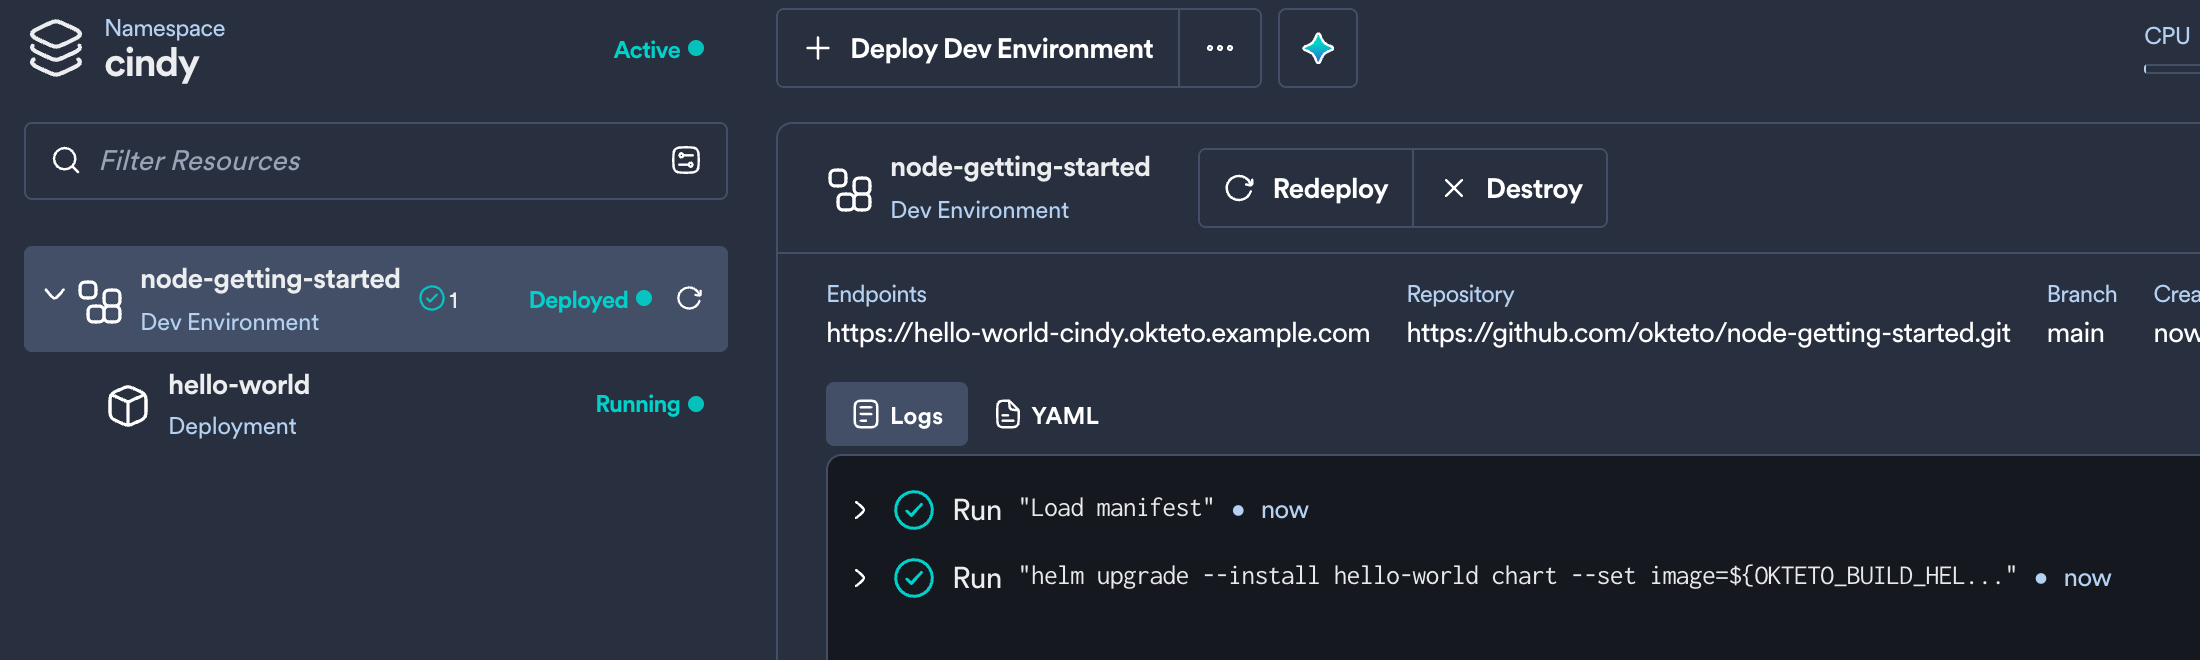 Namespace
cindy
Active
Deploy Dev Environment
CPU
Filter Resources
node-getting-started
Dev Environment
1
Deployed
hello-world
Deployment
Running
node-getting-started
Dev Environment
Redeploy
Destroy
Endpoints
https://hello-world-cindy.okteto.example.com
Repository
https://github.com/okteto/node-getting-started.git
Branch
main
Crea
now
Logs
YAML
Run "Load manifest" • now
Run "helm upgrade --install hello-world chart --set image=${OKTETO_BUILD_HEL..." • now